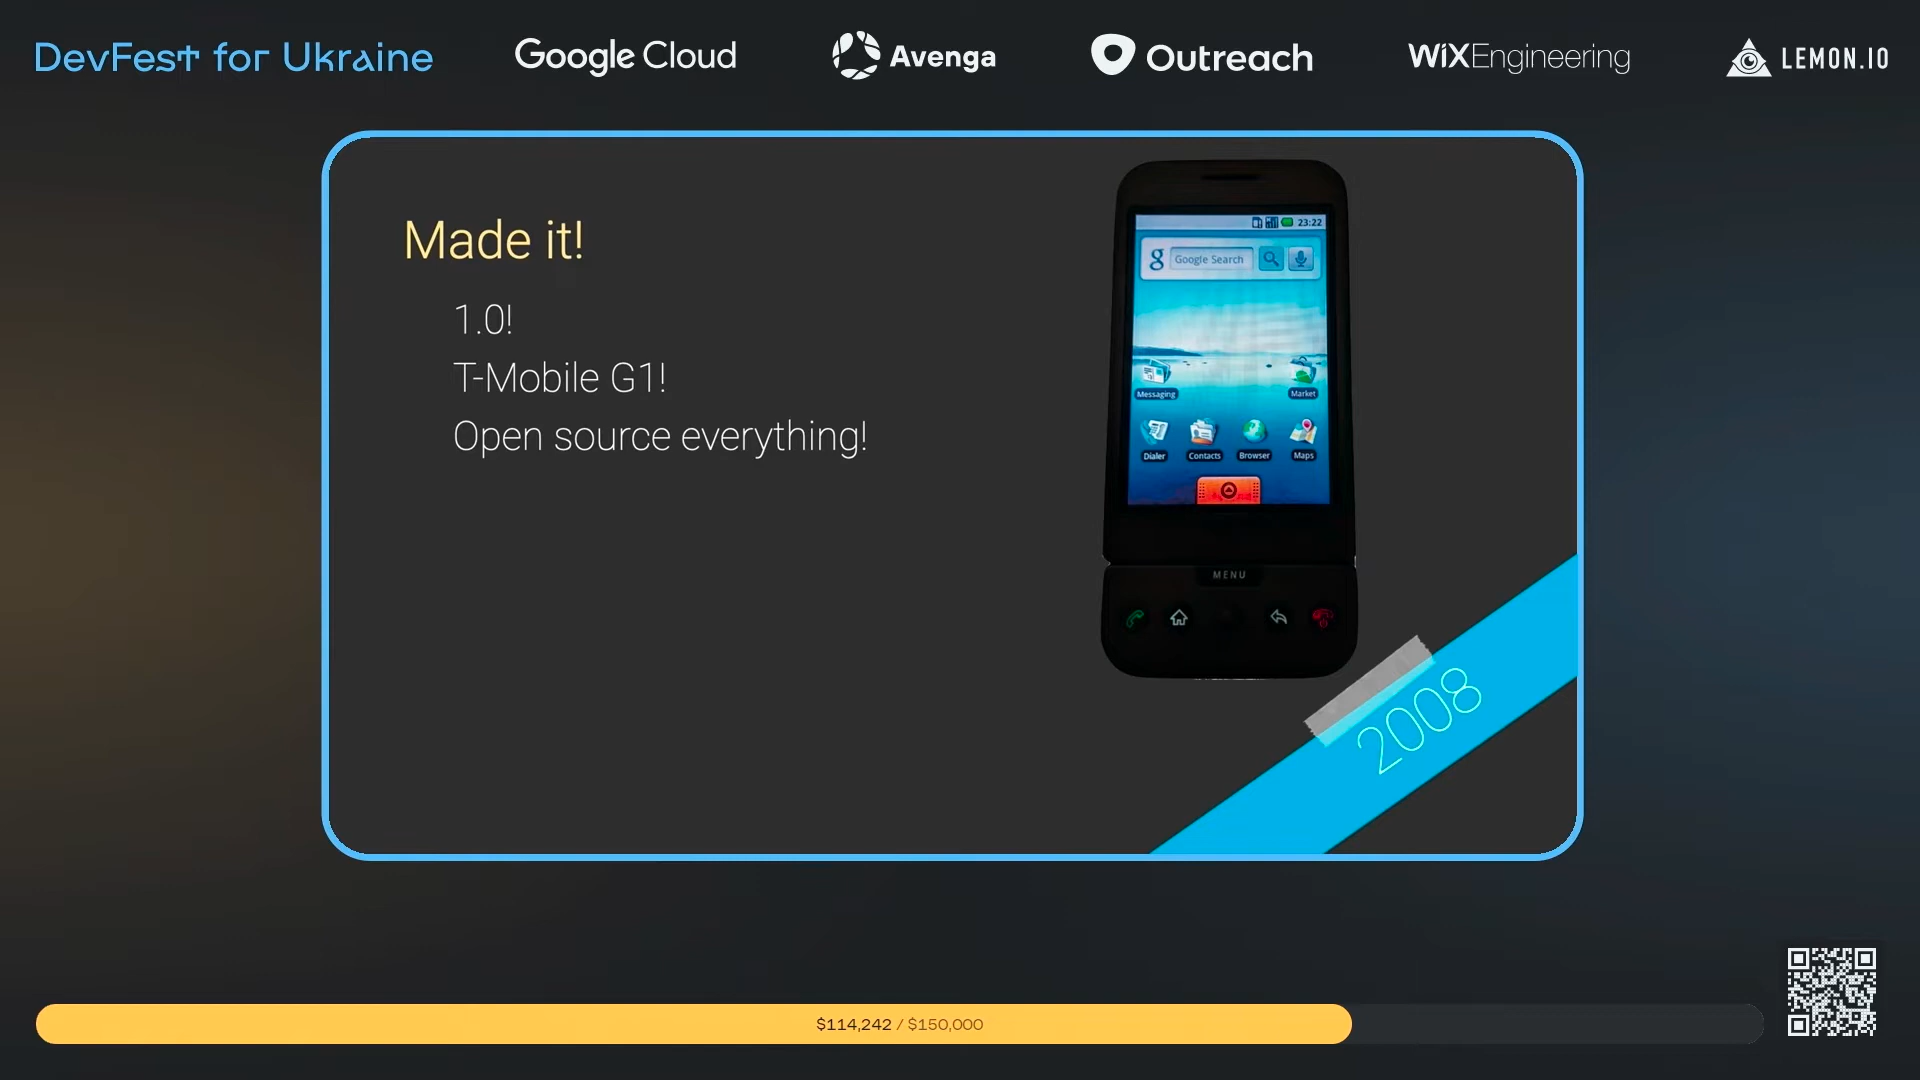 DevFest for Ukraine
Google Cloud
Avenga
Outreach
WiXEngineering
LEMON.IO
Made it!
1.0!
T-Mobile G1!
Open source everything!
23:22
g Google Search
Messaging
Market
Dialer Contacts Browser Maps
MENU
2008
$114,242 / $150,000